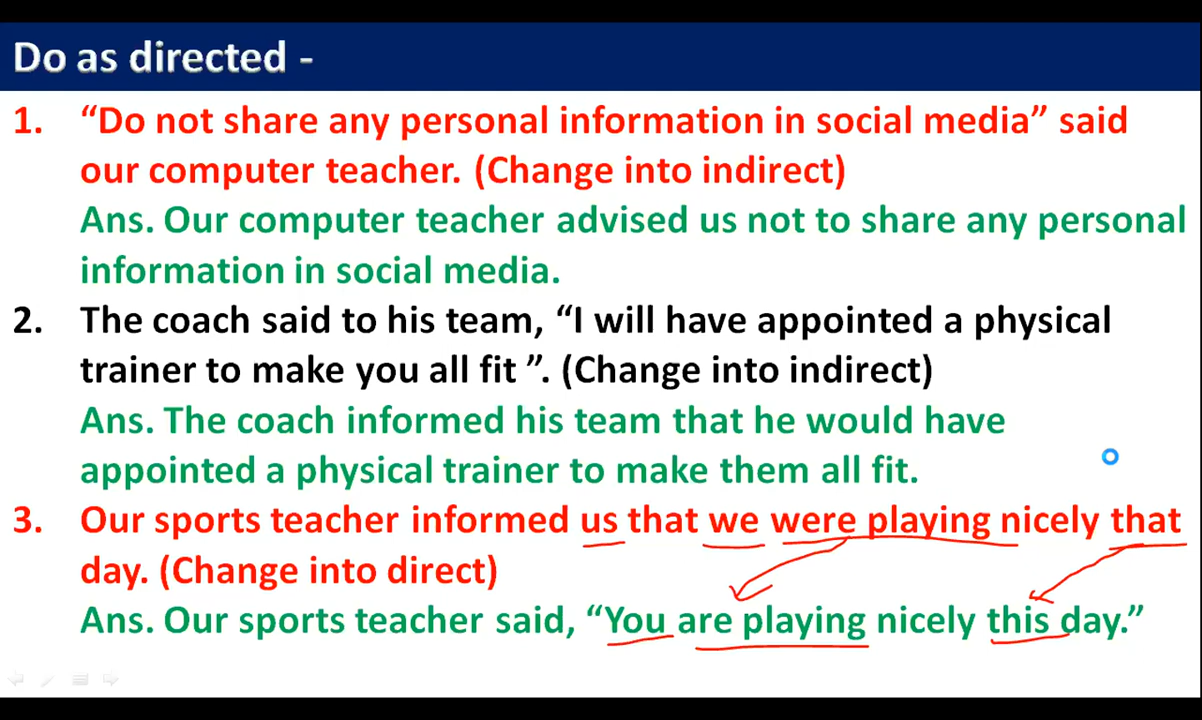 Do as directed -
1. “Do not share any personal information in social media” said
our computer teacher. (Change into indirect)
Ans. Our computer teacher advised us not to share any personal
information in social media.
2. The coach said to his team, “I will have appointed a physical
trainer to make you all fit ”. (Change into indirect)
Ans. The coach informed his team that he would have
appointed a physical trainer to make them all fit.
3. Our sports teacher informed us that we were playing nicely that
day. (Change into direct)
Ans. Our sports teacher said, “You are playing nicely this day.”